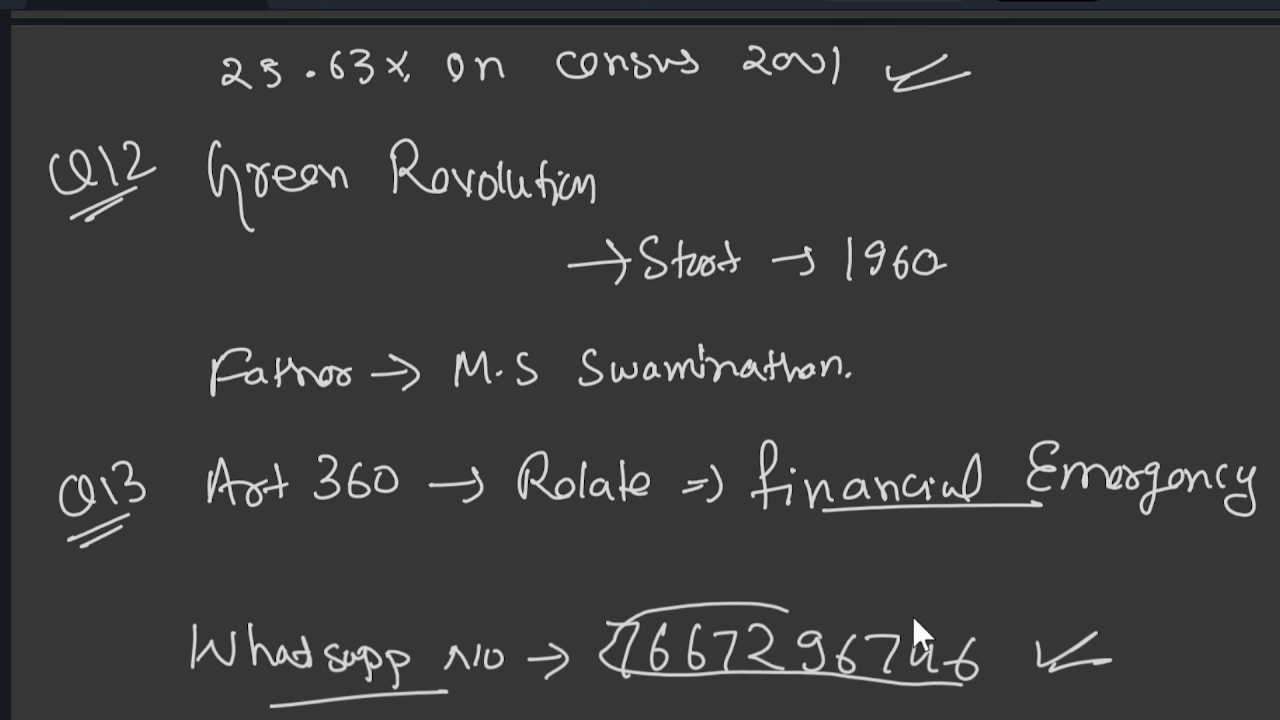 25.63% on census 2001
Q12 Green Revolution
→ Start → 1960
Father → M.S Swaminathan.
Q13 Art 360 → Relate ⇒ financial Emergency
Whatsapp no → 7667296746